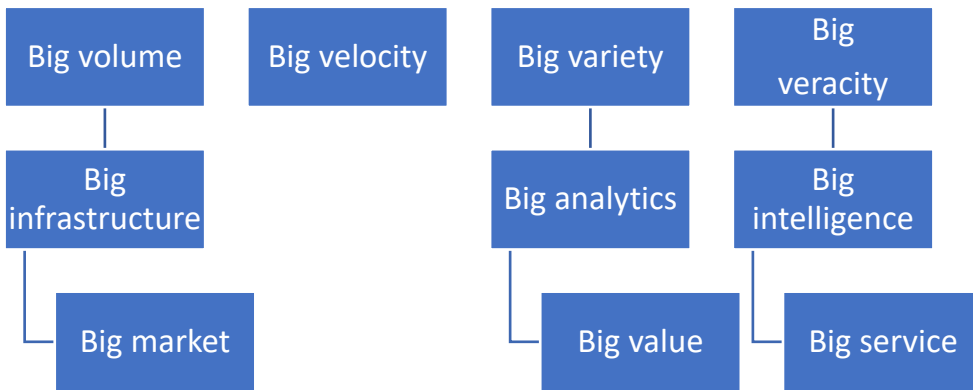 Big volume
Big velocity
Big variety
Big
veracity
Big
infrastructure
Big analytics
Big
intelligence
Big market
Big value
Big service